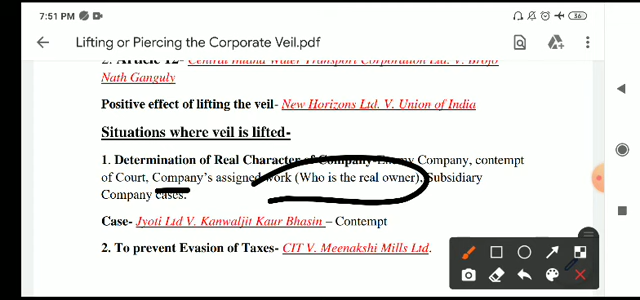 7:51 PM
36
Lifting or Piercing the Corporate Veil.pdf
2. Article 12- Central Inland Water Transport Corporation Ltd. V. Brojo
Nath Ganguly
Positive effect of lifting the veil- New Horizons Ltd. V. Union of India
Situations where veil is lifted-
1. Determination of Real Character of Company- Enemy Company, contempt
of Court, Company's assigned work (Who is the real owner), Subsidiary
Company cases.
Case- Jyoti Ltd V. Kanwaljit Kaur Bhasin – Contempt
2. To prevent Evasion of Taxes- CIT V. Meenakshi Mills Ltd.